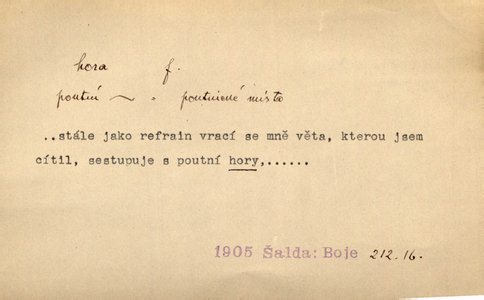 hora f.
poutní ~ = poutnické místo
..stále jako refrain vrací se mně věta, kterou jsem
cítil, sestupuje s poutní hory,......
1905 Šalda: Boje 212.16.